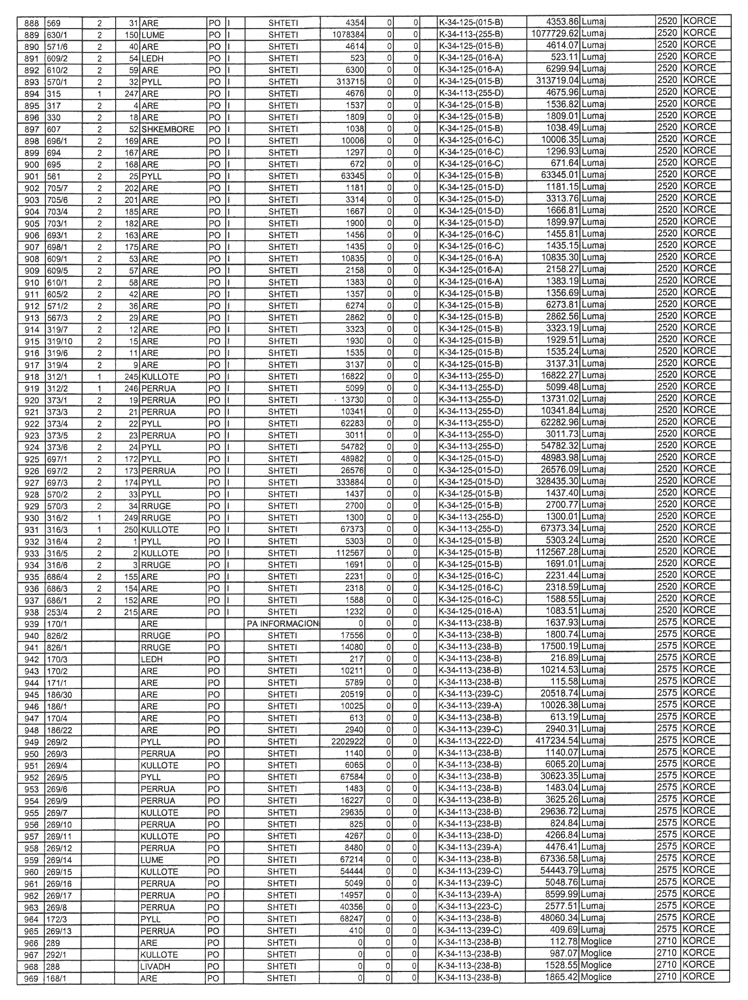 888 569 2 31 ARE PO I SHTETI 4354 0 0 K-34-125-(015-B) 4353.86 Lumaj 2520 KORCE
889 630/1 2 150 LUME PO I SHTETI 1078384 0 0 K-34-113-(255-B) 1077729.62 Lumaj 2520 KORCE
890 571/6 2 40 ARE PO I SHTETI 4614 0 0 K-34-125-(015-B) 4614.07 Lumaj 2520 KORCE
891 609/2 2 54 LEDH PO I SHTETI 523 0 0 K-34-125-(016-A) 523.11 Lumaj 2520 KORCE
892 610/2 2 59 ARE PO I SHTETI 6300 0 0 K-34-125-(016-A) 6299.94 Lumaj 2520 KORCE
893 570/1 2 32 PYLL PO I SHTETI 313715 0 0 K-34-125-(015-B) 313719.04 Lumaj 2520 KORCE
894 315 1 247 ARE PO I SHTETI 4676 0 0 K-34-113-(255-D) 4675.96 Lumaj 2520 KORCE
895 317 2 4 ARE PO I SHTETI 1537 0 0 K-34-125-(015-B) 1536.82 Lumaj 2520 KORCE
896 330 2 18 ARE PO I SHTETI 1809 0 0 K-34-125-(015-B) 1809.01 Lumaj 2520 KORCE
897 607 2 52 SHKEMBORE PO I SHTETI 1038 0 0 K-34-125-(015-B) 1038.49 Lumaj 2520 KORCE
898 696/1 2 169 ARE PO I SHTETI 10006 0 0 K-34-125-(016-C) 10006.35 Lumaj 2520 KORCE
899 694 2 167 ARE PO I SHTETI 1297 0 0 K-34-125-(016-C) 1296.93 Lumaj 2520 KORCE
900 695 2 168 ARE PO I SHTETI 672 0 0 K-34-125-(016-C) 671.64 Lumaj 2520 KORCE
901 561 2 25 PYLL PO I SHTETI 63345 0 0 K-34-125-(015-B) 63345.01 Lumaj 2520 KORCE
902 705/7 2 202 ARE PO I SHTETI 1181 0 0 K-34-125-(015-D) 1181.15 Lumaj 2520 KORCE
903 705/6 2 201 ARE PO I SHTETI 3314 0 0 K-34-125-(015-D) 3313.76 Lumaj 2520 KORCE
904 703/4 2 185 ARE PO I SHTETI 1667 0 0 K-34-125-(015-D) 1666.81 Lumaj 2520 KORCE
905 703/1 2 182 ARE PO I SHTETI 1900 0 0 K-34-125-(015-D) 1899.97 Lumaj 2520 KORCE
906 693/1 2 163 ARE PO I SHTETI 1456 0 0 K-34-125-(016-C) 1455.81 Lumaj 2520 KORCE
907 698/1 2 175 ARE PO I SHTETI 1435 0 0 K-34-125-(016-C) 1435.15 Lumaj 2520 KORCE
908 609/1 2 53 ARE PO I SHTETI 10835 0 0 K-34-125-(016-A) 10835.30 Lumaj 2520 KORCE
909 609/5 2 57 ARE PO I SHTETI 2158 0 0 K-34-125-(016-A) 2158.27 Lumaj 2520 KORCE
910 610/1 2 58 ARE PO I SHTETI 1383 0 0 K-34-125-(016-A) 1383.19 Lumaj 2520 KORCE
911 605/2 2 42 ARE PO I SHTETI 1357 0 0 K-34-125-(015-B) 1356.69 Lumaj 2520 KORCE
912 571/2 2 36 ARE PO I SHTETI 6274 0 0 K-34-125-(015-B) 6273.81 Lumaj 2520 KORCE
913 567/3 2 29 ARE PO I SHTETI 2862 0 0 K-34-125-(015-B) 2862.56 Lumaj 2520 KORCE
914 319/7 2 12 ARE PO I SHTETI 3323 0 0 K-34-125-(015-B) 3323.19 Lumaj 2520 KORCE
915 319/10 2 15 ARE PO I SHTETI 1930 0 0 K-34-125-(015-B) 1929.51 Lumaj 2520 KORCE
916 319/6 2 11 ARE PO I SHTETI 1535 0 0 K-34-125-(015-B) 1535.24 Lumaj 2520 KORCE
917 319/4 2 9 ARE PO I SHTETI 3137 0 0 K-34-125-(015-B) 3137.31 Lumaj 2520 KORCE
918 312/1 1 245 KULLOTE PO I SHTETI 16822 0 0 K-34-113-(255-D) 16822.27 Lumaj 2520 KORCE
919 312/2 1 246 PERRUA PO I SHTETI 5099 0 0 K-34-113-(255-D) 5099.48 Lumaj 2520 KORCE
920 373/1 2 19 PERRUA PO I SHTETI 13730 0 0 K-34-113-(255-D) 13731.02 Lumaj 2520 KORCE
921 373/3 2 21 PERRUA PO I SHTETI 10341 0 0 K-34-113-(255-D) 10341.84 Lumaj 2520 KORCE
922 373/4 2 22 PYLL PO I SHTETI 62283 0 0 K-34-113-(255-D) 62282.96 Lumaj 2520 KORCE
923 373/5 2 23 PERRUA PO I SHTETI 3011 0 0 K-34-113-(255-D) 3011.73 Lumaj 2520 KORCE
924 373/6 2 24 PYLL PO I SHTETI 54782 0 0 K-34-113-(255-D) 54782.32 Lumaj 2520 KORCE
925 697/1 2 172 PYLL PO I SHTETI 48982 0 0 K-34-125-(015-D) 48983.98 Lumaj 2520 KORCE
926 697/2 2 173 PERRUA PO I SHTETI 26576 0 0 K-34-125-(015-D) 26576.09 Lumaj 2520 KORCE
927 697/3 2 174 PYLL PO I SHTETI 333884 0 0 K-34-125-(015-D) 328435.30 Lumaj 2520 KORCE
928 570/2 2 33 PYLL PO I SHTETI 1437 0 0 K-34-125-(015-B) 1437.40 Lumaj 2520 KORCE
929 570/3 2 34 RRUGE PO I SHTETI 2700 0 0 K-34-125-(015-B) 2700.77 Lumaj 2520 KORCE
930 316/2 1 249 RRUGE PO I SHTETI 1300 0 0 K-34-113-(255-D) 1300.01 Lumaj 2520 KORCE
931 316/3 1 250 KULLOTE PO I SHTETI 67373 0 0 K-34-113-(255-D) 67373.34 Lumaj 2520 KORCE
932 316/4 2 1 PYLL PO I SHTETI 5303 0 0 K-34-125-(015-B) 5303.24 Lumaj 2520 KORCE
933 316/5 2 2 KULLOTE PO I SHTETI 112567 0 0 K-34-125-(015-B) 112567.28 Lumaj 2520 KORCE
934 316/6 2 3 RRUGE PO I SHTETI 1691 0 0 K-34-125-(015-B) 1691.01 Lumaj 2520 KORCE
935 686/4 2 155 ARE PO I SHTETI 2231 0 0 K-34-125-(016-C) 2231.44 Lumaj 2520 KORCE
936 686/3 2 154 ARE PO I SHTETI 2318 0 0 K-34-125-(016-C) 2318.59 Lumaj 2520 KORCE
937 686/1 2 152 ARE PO I SHTETI 1588 0 0 K-34-125-(016-C) 1588.55 Lumaj 2520 KORCE
938 253/4 2 215 ARE PO I SHTETI 1232 0 0 K-34-125-(016-A) 1083.51 Lumaj 2520 KORCE
939 170/1 ARE PA INFORMACION 0 0 0 K-34-113-(238-B) 1637.93 Lumaj 2575 KORCE
940 826/2 RRUGE PO SHTETI 17556 0 0 K-34-113-(238-B) 1800.74 Lumaj 2575 KORCE
941 826/1 RRUGE PO SHTETI 14080 0 0 K-34-113-(238-B) 17500.19 Lumaj 2575 KORCE
942 170/3 LEDH PO SHTETI 217 0 0 K-34-113-(238-B) 216.89 Lumaj 2575 KORCE
943 170/2 ARE PO SHTETI 10211 0 0 K-34-113-(238-B) 10214.53 Lumaj 2575 KORCE
944 171/1 ARE PO SHTETI 5789 0 0 K-34-113-(238-B) 115.58 Lumaj 2575 KORCE
945 186/30 ARE PO SHTETI 20519 0 0 K-34-113-(239-C) 20518.74 Lumaj 2575 KORCE
946 186/1 ARE PO SHTETI 10025 0 0 K-34-113-(239-A) 10026.38 Lumaj 2575 KORCE
947 170/4 ARE PO SHTETI 613 0 0 K-34-113-(238-B) 613.19 Lumaj 2575 KORCE
948 186/22 ARE PO SHTETI 2940 0 0 K-34-113-(239-C) 2940.31 Lumaj 2575 KORCE
949 269/2 PYLL PO SHTETI 2202922 0 0 K-34-113-(222-D) 417234.54 Lumaj 2575 KORCE
950 269/3 PERRUA PO SHTETI 1140 0 0 K-34-113-(238-B) 1140.07 Lumaj 2575 KORCE
951 269/4 KULLOTE PO SHTETI 6065 0 0 K-34-113-(238-B) 6065.20 Lumaj 2575 KORCE
952 269/5 PYLL PO SHTETI 67584 0 0 K-34-113-(238-B) 30623.35 Lumaj 2575 KORCE
953 269/6 PERRUA PO SHTETI 1483 0 0 K-34-113-(238-B) 1483.04 Lumaj 2575 KORCE
954 269/9 PERRUA PO SHTETI 16227 0 0 K-34-113-(238-B) 3625.26 Lumaj 2575 KORCE
955 269/7 KULLOTE PO SHTETI 29635 0 0 K-34-113-(238-B) 29636.72 Lumaj 2575 KORCE
956 269/10 PERRUA PO SHTETI 825 0 0 K-34-113-(238-B) 824.84 Lumaj 2575 KORCE
957 269/11 KULLOTE PO SHTETI 4267 0 0 K-34-113-(238-D) 4266.84 Lumaj 2575 KORCE
958 269/12 PERRUA PO SHTETI 8480 0 0 K-34-113-(239-A) 4476.41 Lumaj 2575 KORCE
959 269/14 LUME PO SHTETI 67214 0 0 K-34-113-(238-B) 67336.58 Lumaj 2575 KORCE
960 269/15 KULLOTE PO SHTETI 54444 0 0 K-34-113-(239-C) 54443.79 Lumaj 2575 KORCE
961 269/16 PERRUA PO SHTETI 5049 0 0 K-34-113-(239-C) 5048.76 Lumaj 2575 KORCE
962 269/17 PERRUA PO SHTETI 14957 0 0 K-34-113-(239-A) 8599.99 Lumaj 2575 KORCE
963 269/8 PERRUA PO SHTETI 40356 0 0 K-34-113-(223-C) 2577.51 Lumaj 2575 KORCE
964 172/3 PYLL PO SHTETI 68247 0 0 K-34-113-(238-B) 48060.34 Lumaj 2575 KORCE
965 269/13 PERRUA PO SHTETI 410 0 0 K-34-113-(239-C) 409.69 Lumaj 2575 KORCE
966 289 ARE PO SHTETI 0 0 0 K-34-113-(238-B) 112.78 Moglice 2710 KORCE
967 292/1 KULLOTE PO SHTETI 0 0 0 K-34-113-(238-B) 987.07 Moglice 2710 KORCE
968 288 LIVADH PO SHTETI 0 0 0 K-34-113-(238-B) 1528.55 Moglice 2710 KORCE
969 168/1 ARE PO SHTETI 0 0 0 K-34-113-(238-B) 1865.42 Moglice 2710 KORCE